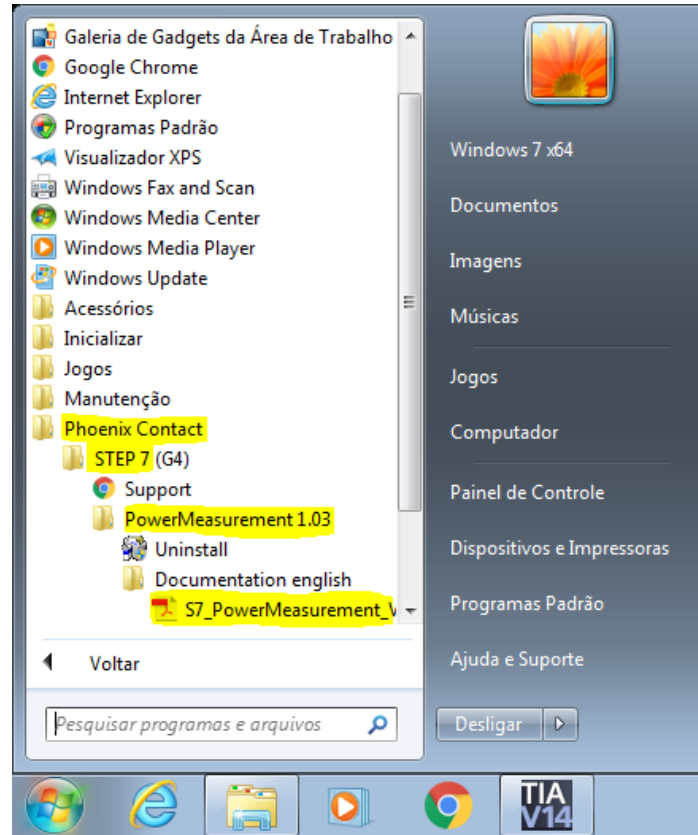 Galeria de Gadgets da Área de Trabalho
Google Chrome
Internet Explorer
Programas Padrão
Visualizador XPS
Windows Fax and Scan
Windows Media Center
Windows Media Player
Windows Update
Acessórios
Inicializar
Jogos
Manutenção
Phoenix Contact
STEP 7 (G4)
Support
PowerMeasurement 1.03
Uninstall
Documentation english
S7_PowerMeasurement_V
Voltar
Pesquisar programas e arquivos
Windows 7 x64
Documentos
Imagens
Músicas
Jogos
Computador
Painel de Controle
Dispositivos e Impressoras
Programas Padrão
Ajuda e Suporte
Desligar
TIA
V14